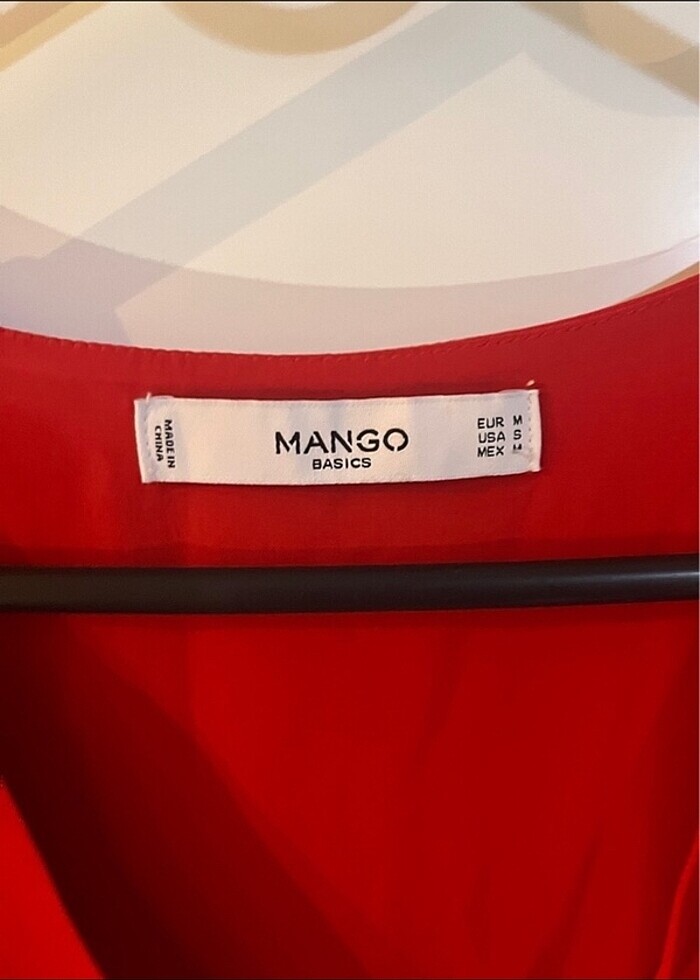 MADE IN
CHINA
MANGO
BASICS
EUR M
USA S
MEX M